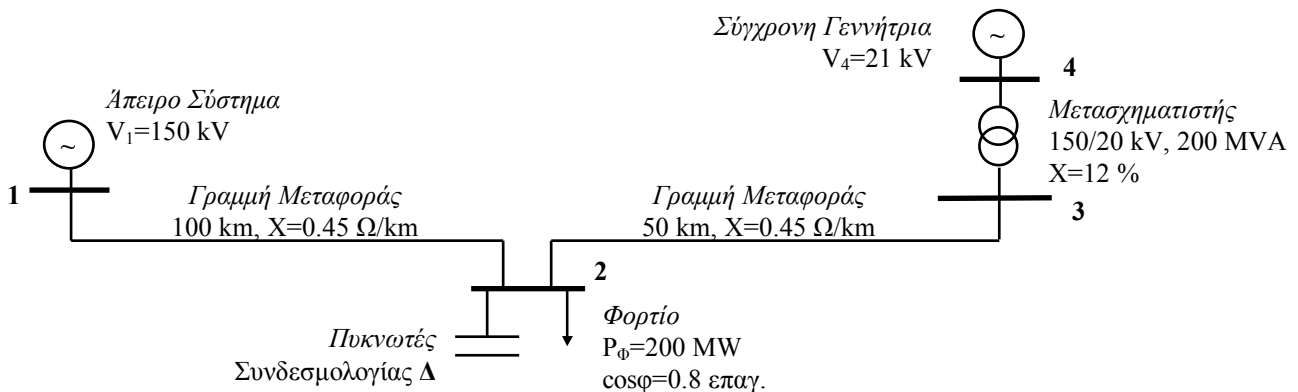 Σύγχρονη Γεννήτρια
V₄=21 kV
~
4
Άπειρο Σύστημα
V₁=150 kV
~
Μετασχηματιστής
150/20 kV, 200 MVA
X=12 %
1
Γραμμή Μεταφοράς
100 km, X=0.45 Ω/km
Γραμμή Μεταφοράς
50 km, X=0.45 Ω/km
3
2
Πυκνωτές
Συνδεσμολογίας Δ
Φορτίο
P_Φ=200 MW
cosφ=0.8 επαγ.